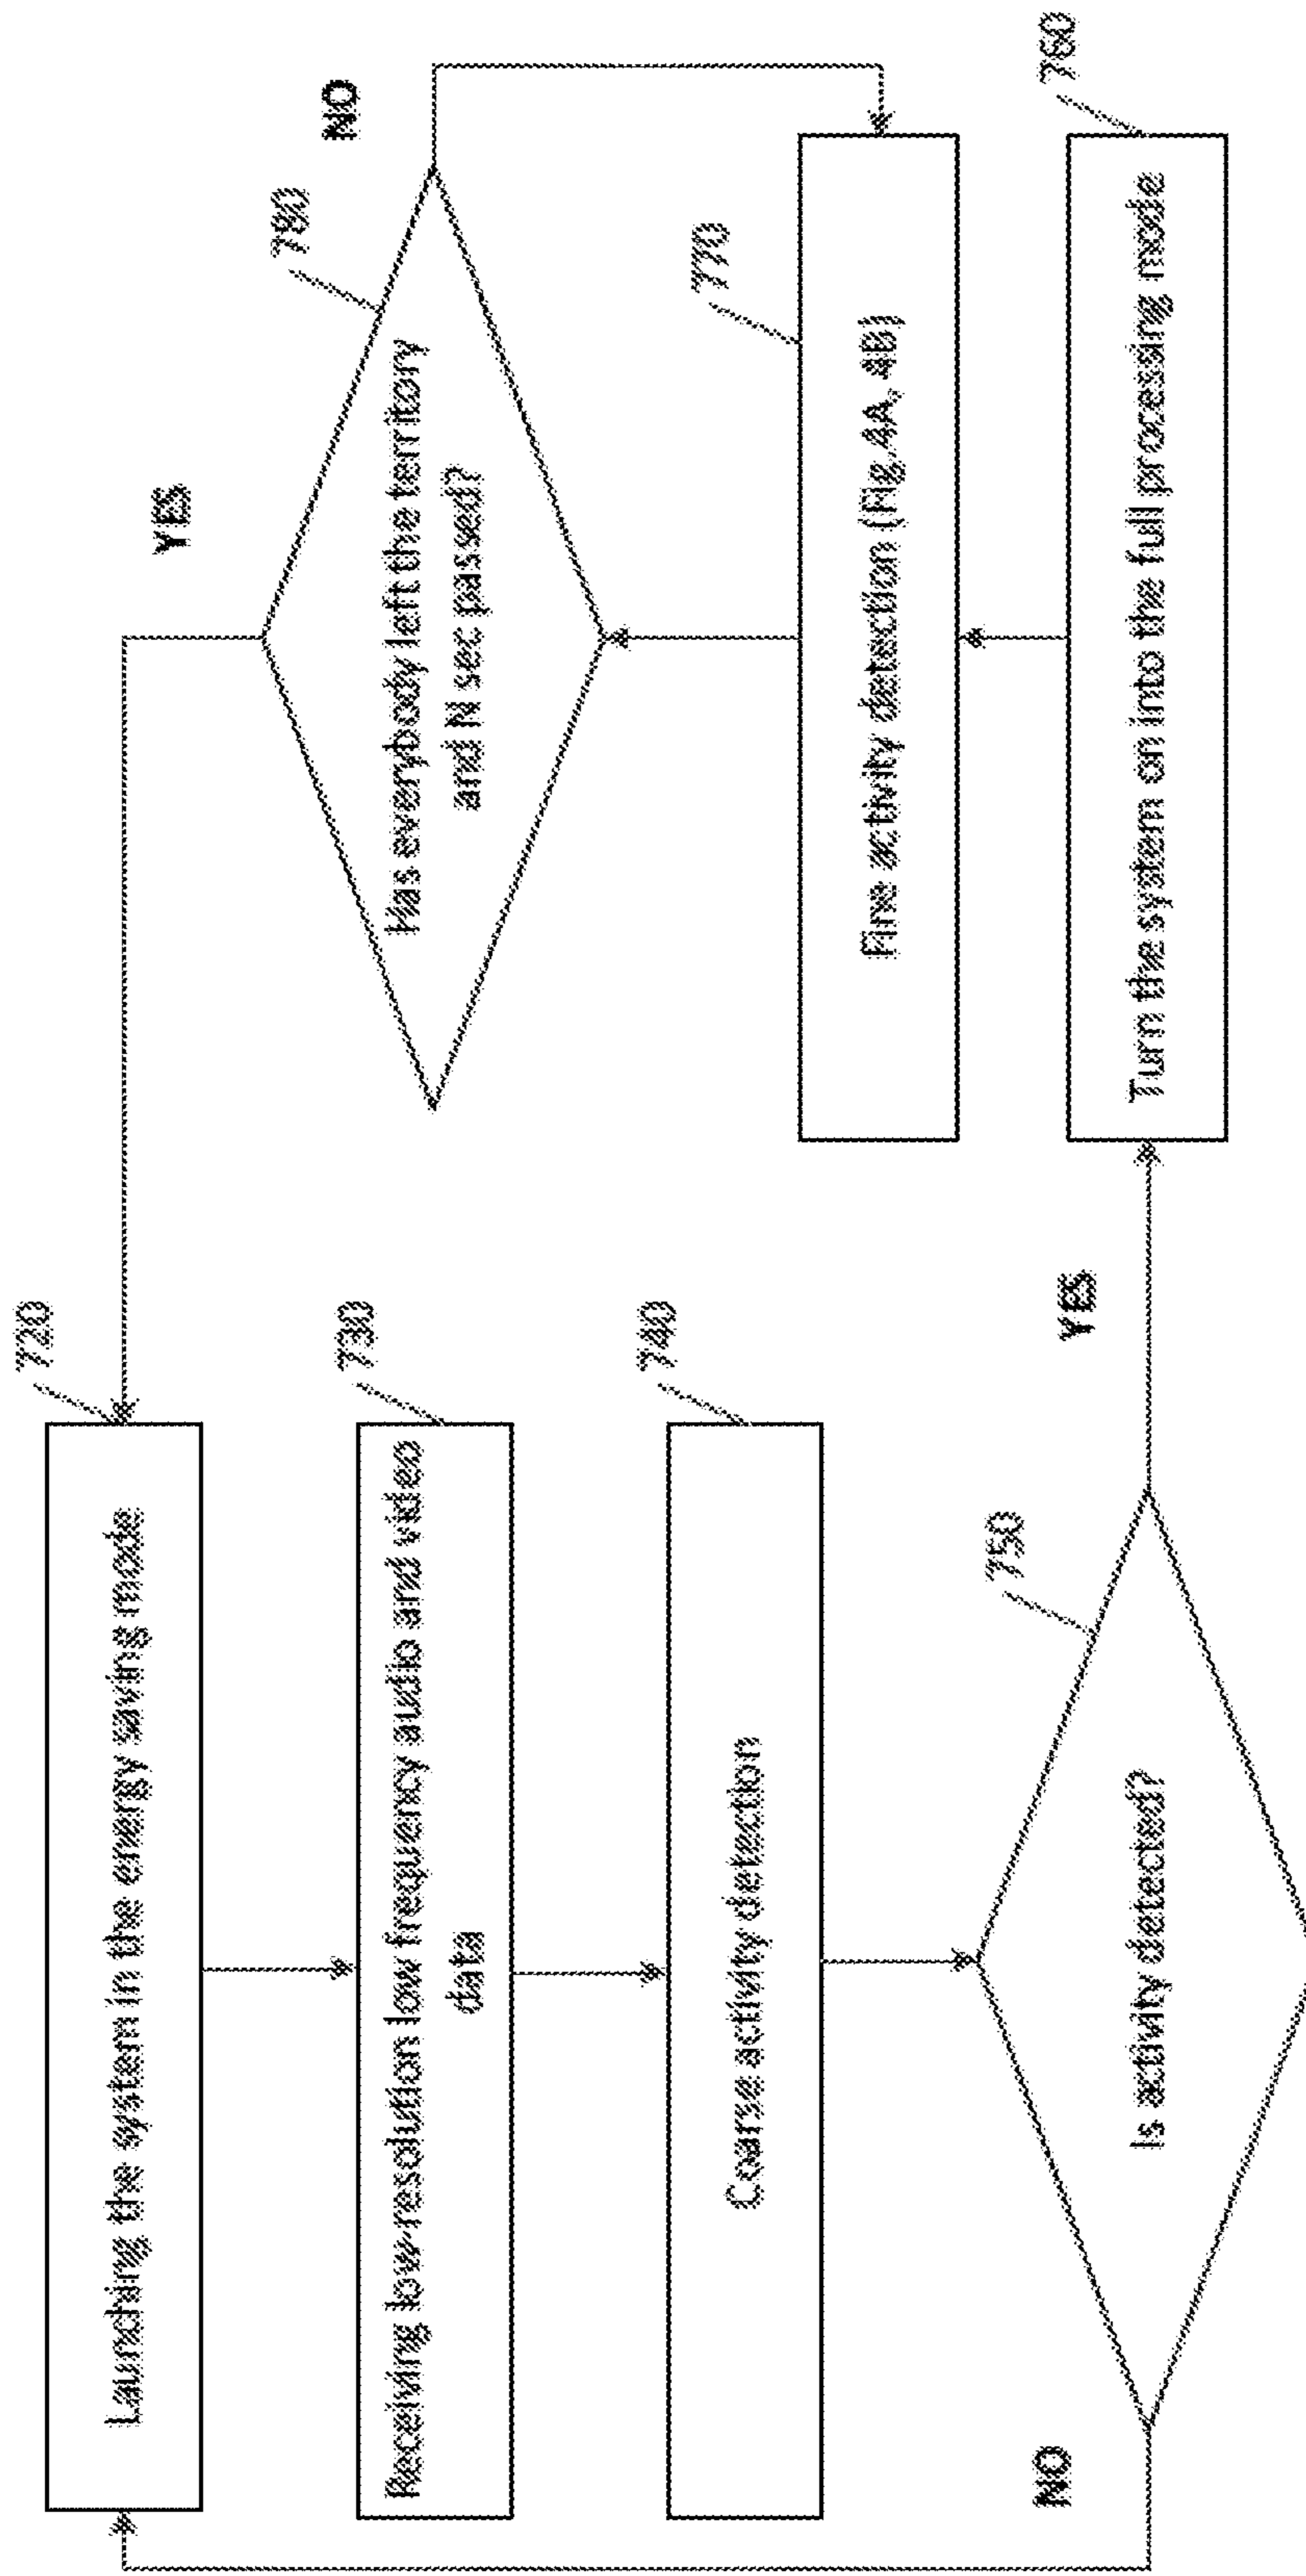 720
Launching the system in the energy saving mode
730
Receiving low-resolution low frequency audio and video
data
740
Coarse activity detection
750
Is activity detected?
NO
YES
760
Turn the system on into the full processing mode
770
Fine activity detection (Fig.4A, 4B)
780
Has everybody left the territory
and N sec passed?
YES
NO